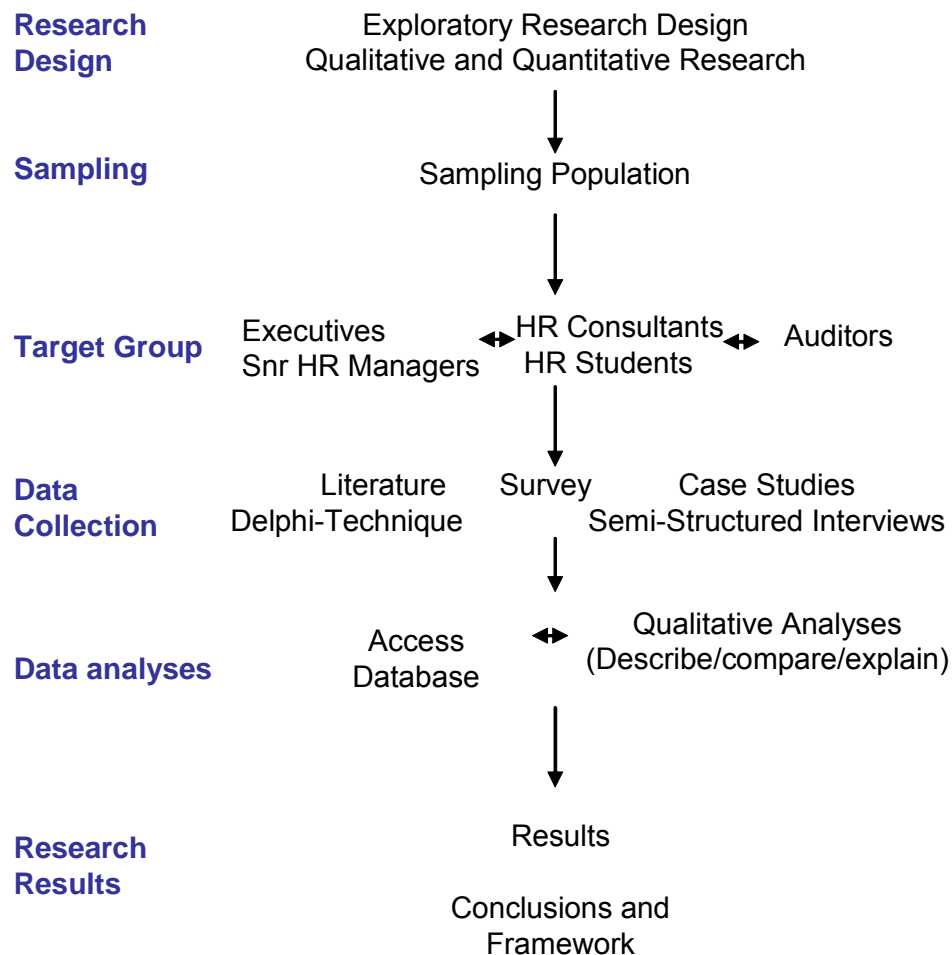 Research
Design
Exploratory Research Design
Qualitative and Quantitative Research
Sampling
Sampling Population
Target Group
Executives
Snr HR Managers
HR Consultants
HR Students
Auditors
Data
Collection
Literature
Delphi-Technique
Survey
Case Studies
Semi-Structured Interviews
Data analyses
Access
Database
Qualitative Analyses
(Describe/compare/explain)
Research
Results
Results
Conclusions and
Framework